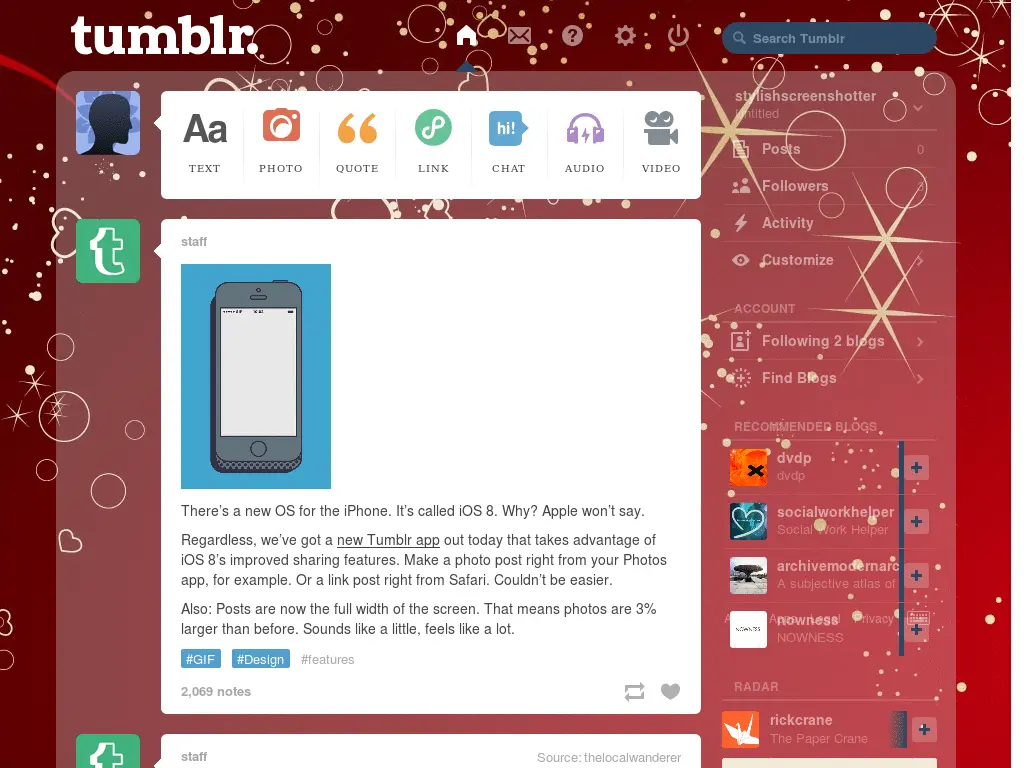 tumblr.
Search Tumblr
Aa
hi!
TEXT
PHOTO
QUOTE
LINK
CHAT
AUDIO
VIDEO
stylishscreenshotter
Untitled
Posts 0
Followers 3
Activity
Customize
ACCOUNT
Following 2 blogs
Find Blogs
RECOMMENDED BLOGS
dvdp
dvdp
socialworkhelper
Social Work Helper
archivemodernarc
A subjective atlas of
nowness
NOWNESS
Apps Legal Privacy
RADAR
rickcrane
The Paper Crane
t
staff
There's a new OS for the iPhone. It's called iOS 8. Why? Apple won't say.
Regardless, we've got a new Tumblr app out today that takes advantage of
iOS 8's improved sharing features. Make a photo post right from your Photos
app, for example. Or a link post right from Safari. Couldn't be easier.
Also: Posts are now the full width of the screen. That means photos are 3%
larger than before. Sounds like a little, feels like a lot.
#GIF #Design #features
2,069 notes
staff
Source: thelocalwanderer